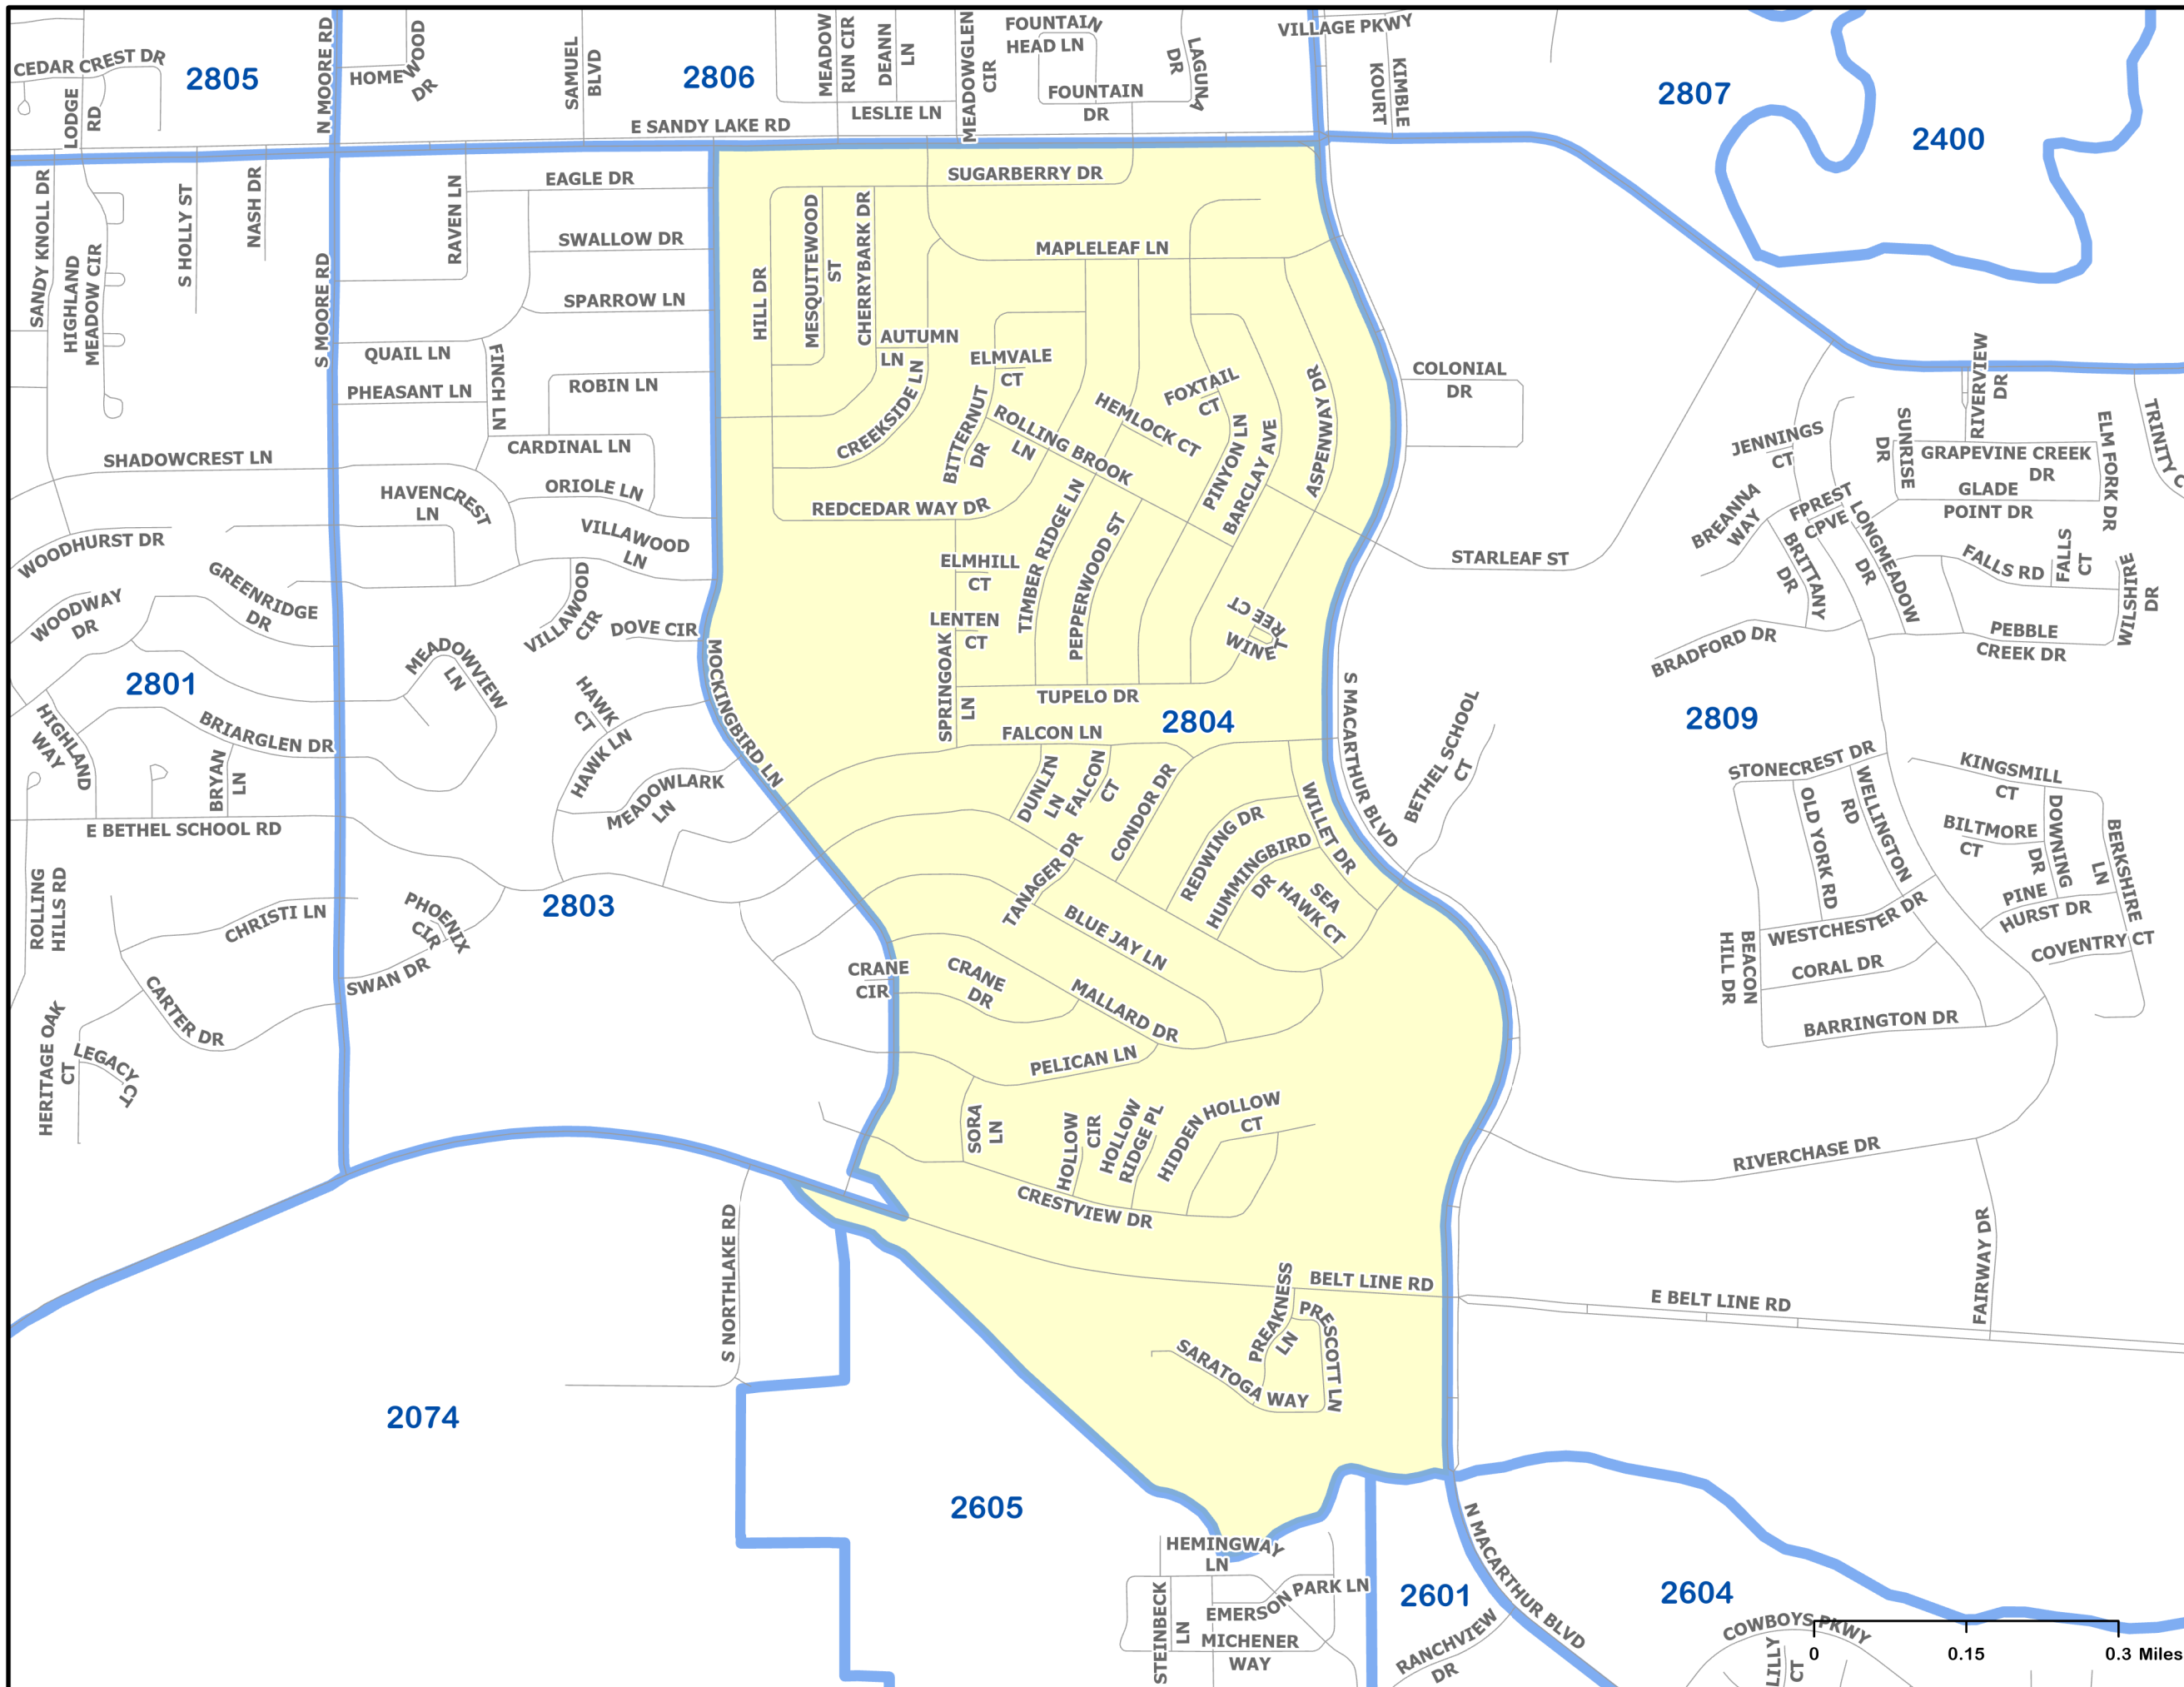 CEDAR CREST DR
2805
N MOORE RD
HOMEWOOD
DR
SAMUEL
BLVD
2806
MEADOW
RUN CIR
DEANN
LN
MEADOWGLEN
CIR
FOUNTAIN
HEAD LN
FOUNTAIN
DR
LAGUNA
DR
VILLAGE PKWY
KIMBLE
KOURT
2807
2400
LODGE
RD
LESLIE LN
E SANDY LAKE RD
SANDY KNOLL DR
HIGHLAND
MEADOW CIR
S HOLLY ST
NASH DR
S MOORE RD
RAVEN LN
EAGLE DR
SWALLOW DR
SPARROW LN
QUAIL LN
PHEASANT LN
FINCH LN
ROBIN LN
CARDINAL LN
ORIOLE LN
SUGARBERRY DR
MAPLELEAF LN
HILL DR
MESQUITEWOOD
ST
CHERRYBARK DR
AUTUMN
LN
CREEKSIDE LN
ELMVALE
CT
BITTERNUT
DR
ROLLING BROOK
LN
HEMLOCK CT
FOXTAIL
CT
PINYON LN
BARCLAY AVE
ASPENWAY DR
COLONIAL
DR
RIVERVIEW
DR
TRINITY C
JENNINGS
CT
SUNRISE
DR
GRAPEVINE CREEK
DR
ELM FORK DR
GLADE
POINT DR
SHADOWCREST LN
HAVENCREST
LN
VILLAWOOD
LN
REDCEDAR WAY DR
TIMBER RIDGE LN
PEPPERWOOD ST
STARLEAF ST
BREANNA
WAY
FPREST
CPVE
LONGMEADOW
DR
BRITTANY
DR
FALLS RD
FALLS
CT
WILSHIRE
DR
WOODHURST DR
GREENRIDGE
DR
WOODWAY
DR
VILLAWOOD
CIR
DOVE CIR
ELMHILL
CT
LENTEN
CT
WINETREE CT
BRADFORD DR
PEBBLE
CREEK DR
2801
MEADOWVIEW
LN
HAWK
CT
MOCKINGBIRD LN
SPRINGOAK
LN
TUPELO DR
2804
FALCON LN
S MACARTHUR BLVD
BETHEL SCHOOL
CT
2809
HIGHLAND
WAY
BRIARGLEN DR
BRYAN
LN
HAWK LN
MEADOWLARK
LN
DUNLIN
LN
FALCON
CT
CONDOR DR
WILLET DR
STONECREST DR
WELLINGTON
RD
OLD YORK RD
KINGSMILL
CT
BILTMORE
CT
DOWNING
DR
BERKSHIRE
LN
E BETHEL SCHOOL RD
TANAGER DR
REDWING DR
HUMMINGBIRD
DR
SEA
HAWK CT
PINE
HURST DR
ROLLING
HILLS RD
CHRISTI LN
PHOENIX
CIR
2803
SWAN DR
BLUE JAY LN
WESTCHESTER DR
BEACON
HILL DR
CORAL DR
COVENTRY CT
CRANE
CIR
CRANE
DR
MALLARD DR
CARTER DR
BARRINGTON DR
HERITAGE OAK
CT
LEGACY
CT
PELICAN LN
SORA
LN
HOLLOW
CIR
HOLLOW
RIDGE PL
HIDDEN HOLLOW
CT
CRESTVIEW DR
RIVERCHASE DR
S NORTHLAKE RD
BELT LINE RD
E BELT LINE RD
FAIRWAY DR
PREAKNESS
LN
PRESCOTT LN
SARATOGA WAY
2074
2605
HEMINGWAY
LN
STEINBECK
LN
EMERSON PARK LN
MICHENER
WAY
2601
N MACARTHUR BLVD
RANCHVIEW
DR
2604
COWBOYS PKWY
LILLY
CT
0 0.15 0.3 Miles